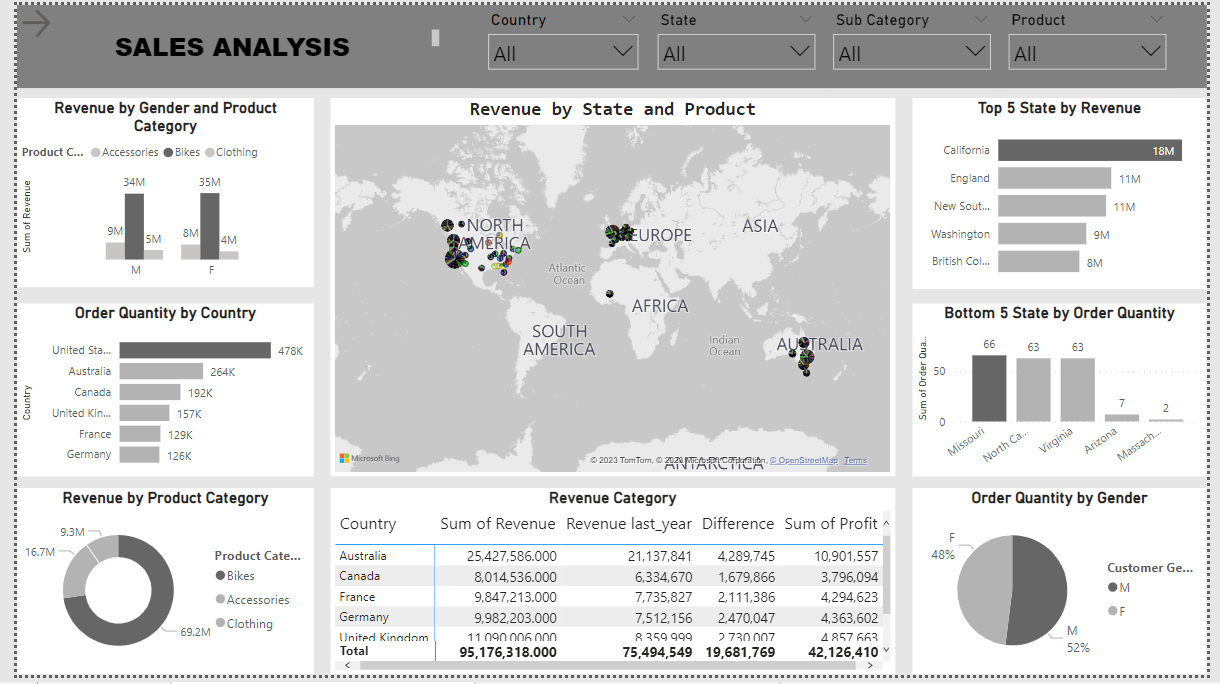 SALES ANALYSIS
Country
All
State
All
Sub Category
All
Product
All
Revenue by Gender and Product
Category
Product C... Accessories Bikes Clothing
Sum of Revenue
34M
35M
9M
5M
8M
4M
M
F
Revenue by State and Product
NORTH
AMERICA
EUROPE
ASIA
Atlantic
Ocean
AFRICA
SOUTH
AMERICA
Indian
Ocean
AUSTRALIA
ANTARCTICA
Microsoft Bing
© 2023 TomTom, © 2023 Microsoft Corporation, © OpenStreetMap Terms
Top 5 State by Revenue
California 18M
England 11M
New Sout... 11M
Washington 9M
British Col... 8M
Order Quantity by Country
Country
United Sta... 478K
Australia 264K
Canada 192K
United Kin... 157K
France 129K
Germany 126K
Bottom 5 State by Order Quantity
Sum of Order Qua...
50
0
66
63
63
7
2
Missouri
North Ca...
Virginia
Arizona
Massach...
Revenue by Product Category
9.3M
16.7M
69.2M
Product Cate...
Bikes
Accessories
Clothing
Revenue Category
Country Sum of Revenue Revenue last_year Difference Sum of Profit
Australia 25,427,586.000 21,137,841 4,289,745 10,901,557
Canada 8,014,536.000 6,334,670 1,679,866 3,796,094
France 9,847,213.000 7,735,827 2,111,386 4,294,623
Germany 9,982,203.000 7,512,156 2,470,047 4,363,602
United Kingdom 11,090,006.000 8,359,999 2,730,007 4,857,663
Total 95,176,318.000 75,494,549 19,681,769 42,126,410
Order Quantity by Gender
F
48%
M
52%
Customer Ge...
M
F